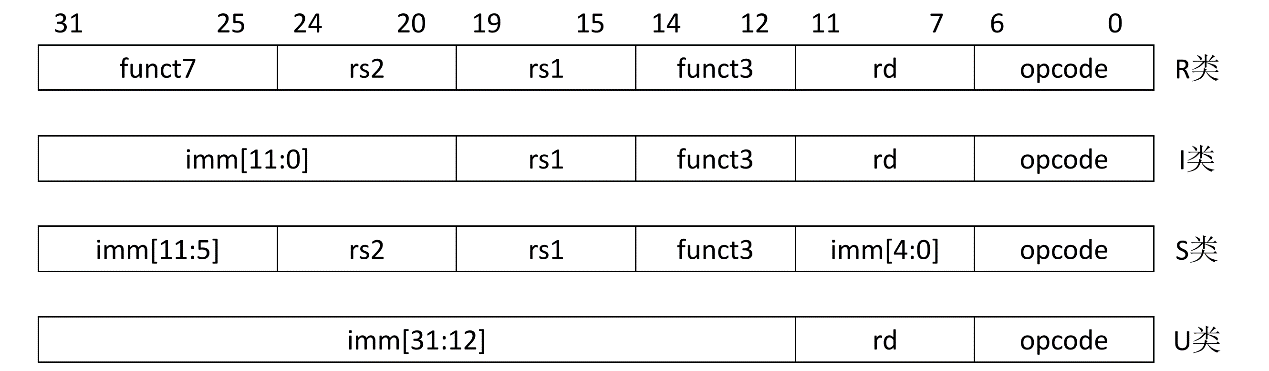 31 25 24 20 19 15 14 12 11 7 6 0
funct7 rs2 rs1 funct3 rd opcode R类
imm[11:0] rs1 funct3 rd opcode I类
imm[11:5] rs2 rs1 funct3 imm[4:0] opcode S类
imm[31:12] rd opcode U类